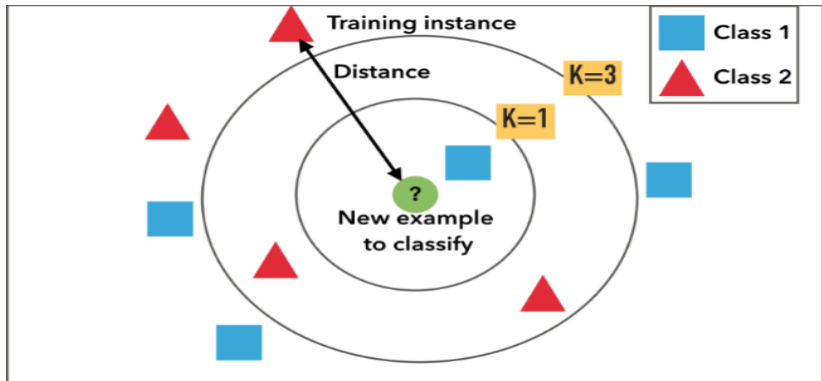 Training instance
Distance
K=3
K=1
?
New example
to classify
Class 1
Class 2